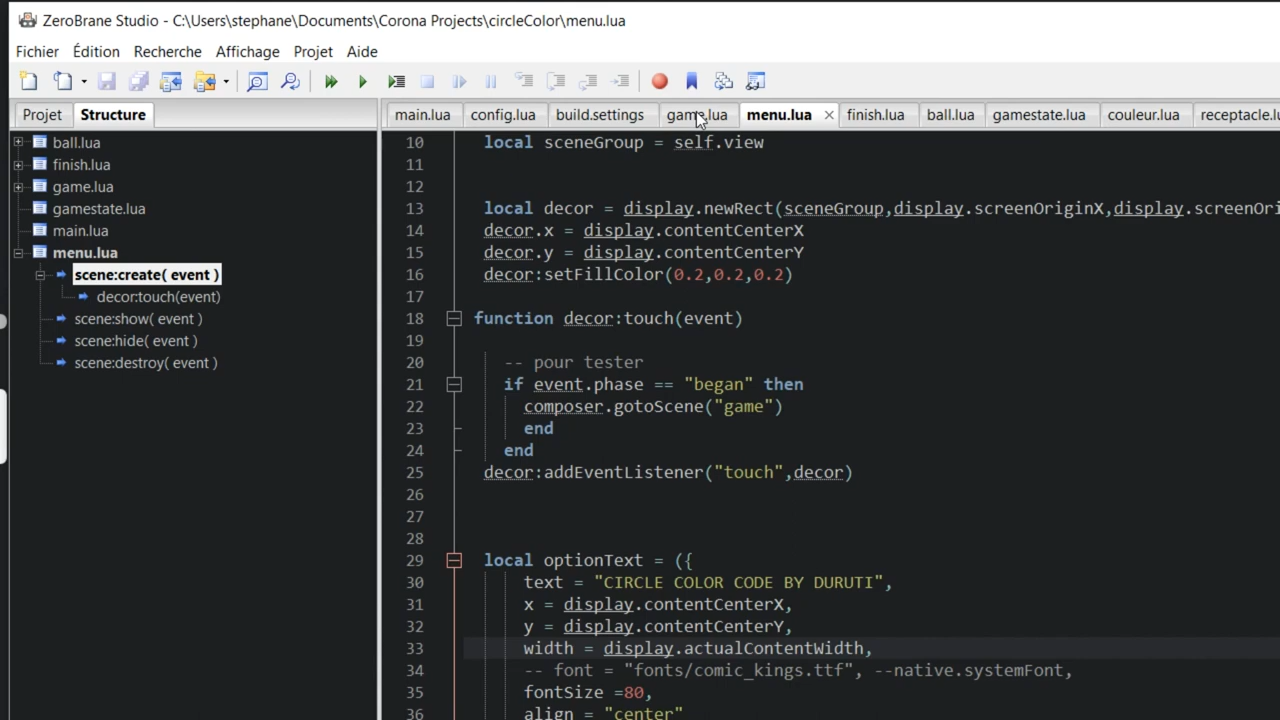 ZeroBrane Studio - C:\Users\stephane\Documents\Corona Projects\circleColor\menu.lua
Fichier Édition Recherche Affichage Projet Aide
Projet Structure
main.lua config.lua build.settings game.lua menu.lua finish.lua ball.lua gamestate.lua couleur.lua receptacle.lu
ball.lua
finish.lua
game.lua
gamestate.lua
main.lua
menu.lua
scene:create( event )
decor:touch(event)
scene:show( event )
scene:hide( event )
scene:destroy( event )
10 local sceneGroup = self.view
11
12
13 local decor = display.newRect(sceneGroup,display.screenOriginX,display.screenOri
14 decor.x = display.contentCenterX
15 decor.y = display.contentCenterY
16 decor:setFillColor(0.2,0.2,0.2)
17
18 function decor:touch(event)
19
20 -- pour tester
21 if event.phase == "began" then
22 composer.gotoScene("game")
23 end
24 end
25 decor:addEventListener("touch",decor)
26
27
28
29 local optionText = ({
30 text = "CIRCLE COLOR CODE BY DURUTI",
31 x = display.contentCenterX,
32 y = display.contentCenterY,
33 width = display.actualContentWidth,
34 -- font = "fonts/comic_kings.ttf", --native.systemFont,
35 fontSize =80,
36 align = "center"